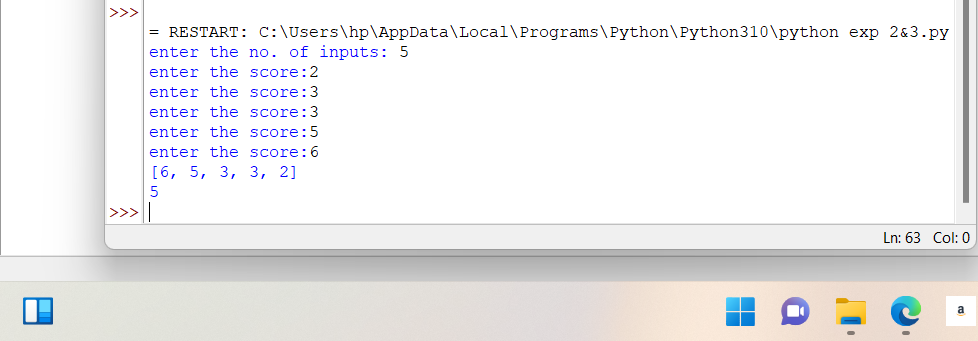 >>>
= RESTART: C:\Users\hp\AppData\Local\Programs\Python\Python310\python exp 2&3.py
enter the no. of inputs: 5
enter the score:2
enter the score:3
enter the score:3
enter the score:5
enter the score:6
[6, 5, 3, 3, 2]
5
>>>
Ln: 63 Col: 0
a